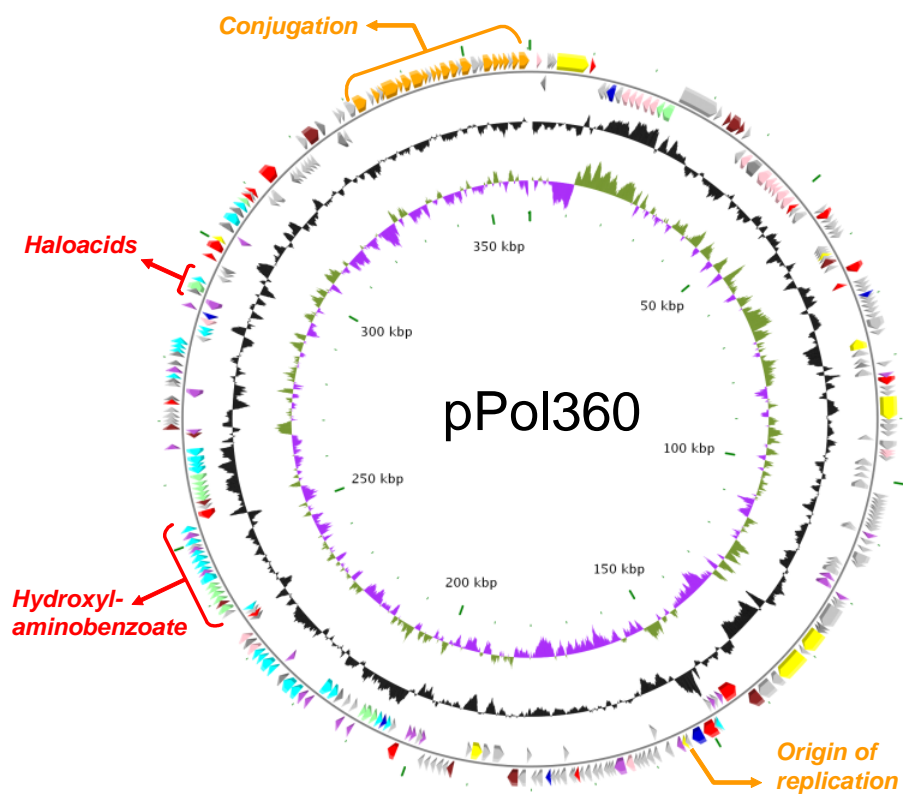 Conjugation
350 kbp
Haloacids
50 kbp
300 kbp
pPol360
100 kbp
250 kbp
150 kbp
200 kbp
Hydroxyl-
aminobenzoate
Origin of
replication